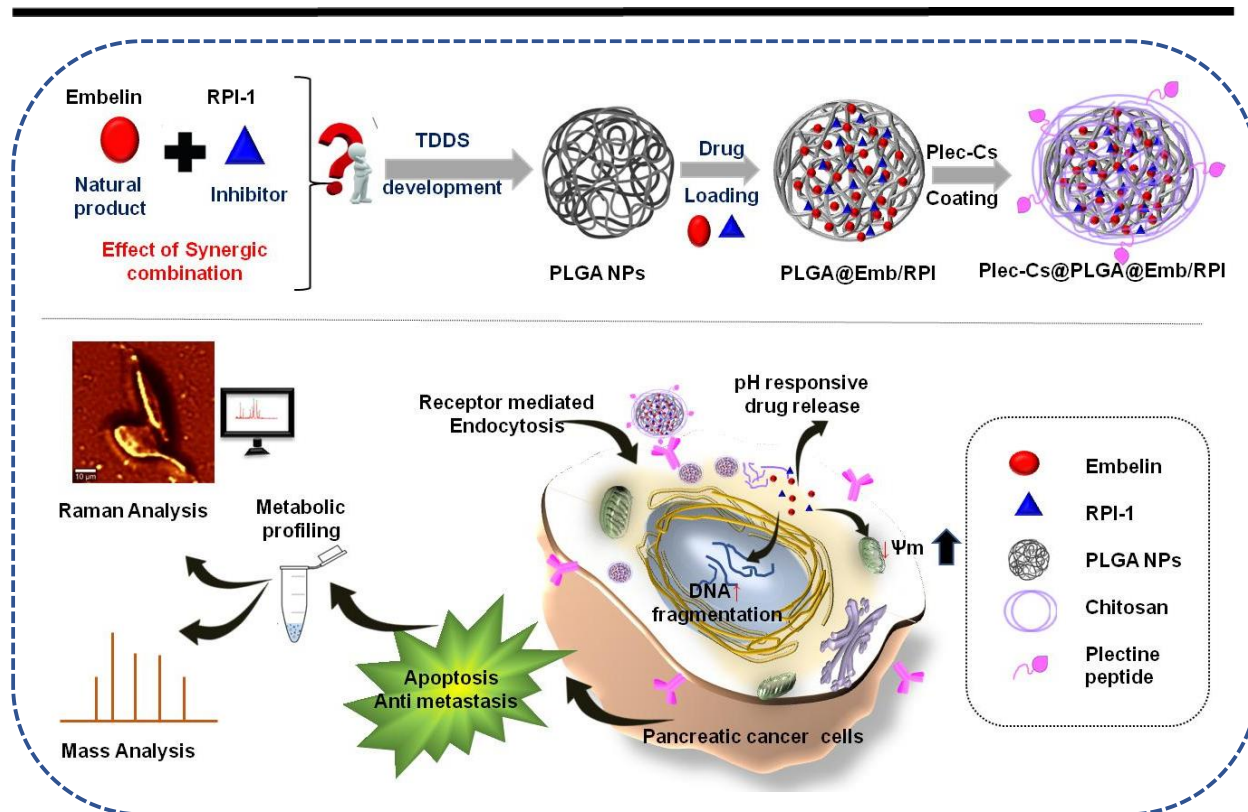 Embelin
RPI-1
Natural
product
Inhibitor
Effect of Synergic
combination
TDDS
development
PLGA NPs
Drug
Loading
PLGA@Emb/RPI
Plec-Cs
Coating
Plec-Cs@PLGA@Emb/RPI
10 µm
Raman Analysis
Metabolic
profiling
Mass Analysis
Receptor mediated
Endocytosis
pH responsive
drug release
↓Ψm
DNA↑
fragmentation
Apoptosis
Anti metastasis
Pancreatic cancer cells
Embelin
RPI-1
PLGA NPs
Chitosan
Plectine
peptide